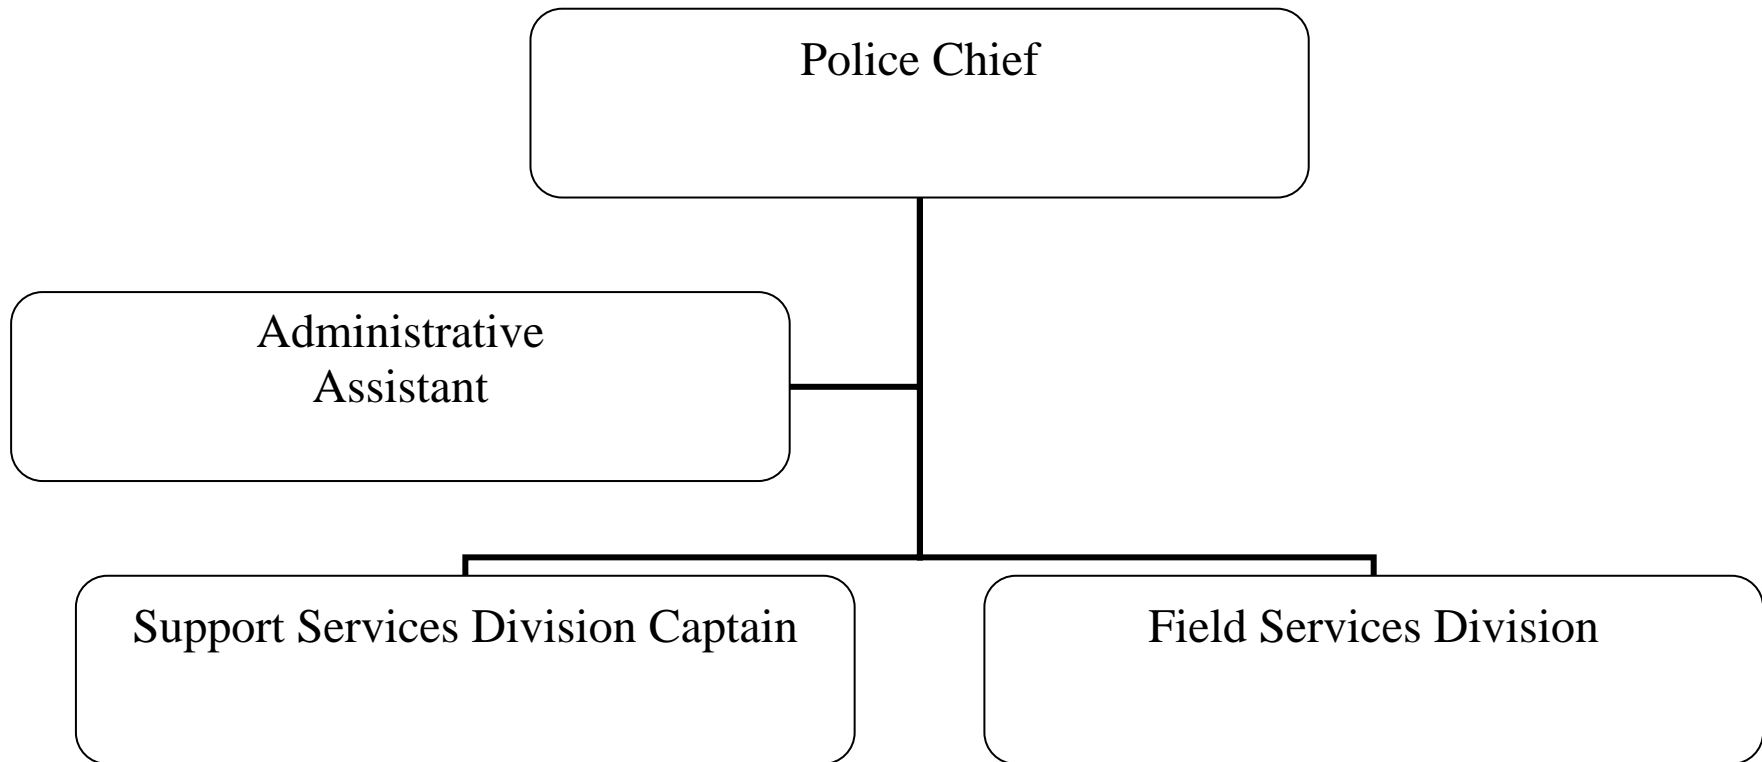 Police Chief
Administrative
Assistant
Support Services Division Captain
Field Services Division